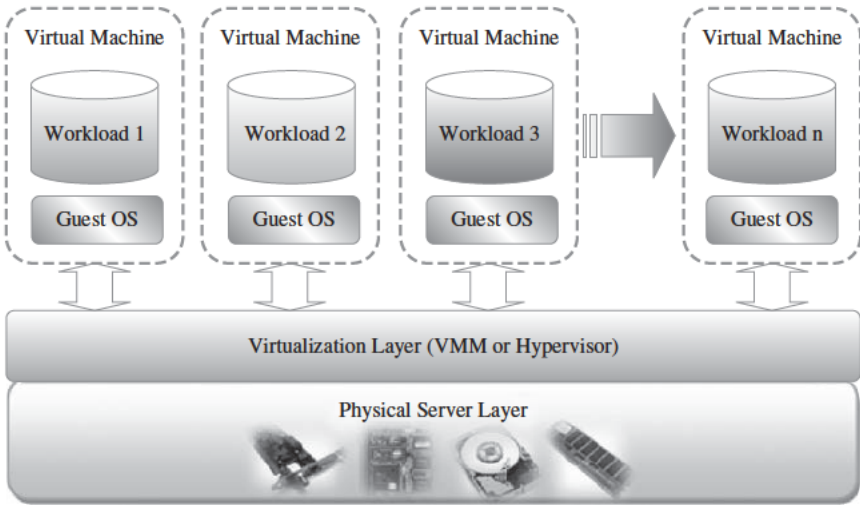 Virtual Machine
Virtual Machine
Virtual Machine
Virtual Machine
Workload 1
Workload 2
Workload 3
Workload n
Guest OS
Guest OS
Guest OS
Guest OS
Virtualization Layer (VMM or Hypervisor)
Physical Server Layer